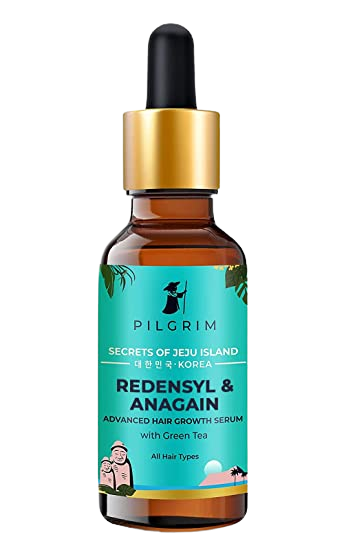 PILGRIM
SECRETS OF JEJU ISLAND
대한민국·KOREA
REDENSYL &
ANAGAIN
ADVANCED HAIR GROWTH SERUM
with Green Tea
All Hair Types